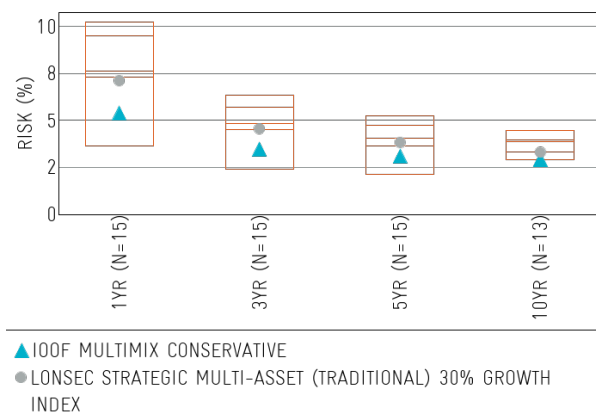 10
8
5
2
0
RISK (%)
1YR (N=15)
3YR (N=15)
5YR (N=15)
10YR (N=13)
IOOF MULTIMIX CONSERVATIVE
LONSEC STRATEGIC MULTI-ASSET (TRADITIONAL) 30% GROWTH
INDEX